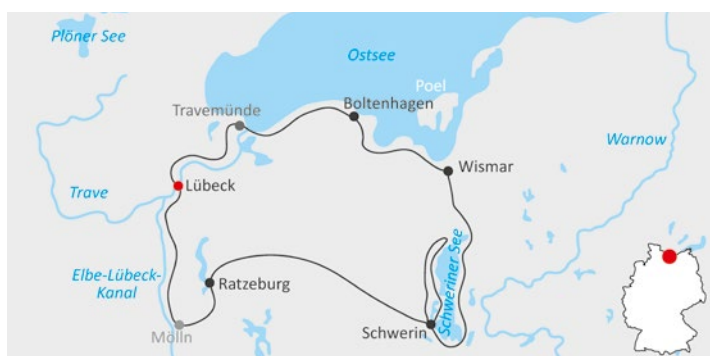 Plöner See
Ostsee
Poel
Travemünde
Boltenhagen
Warnow
Wismar
Lübeck
Trave
Elbe-Lübeck-
Kanal
Ratzeburg
Schweriner See
Mölln
Schwerin